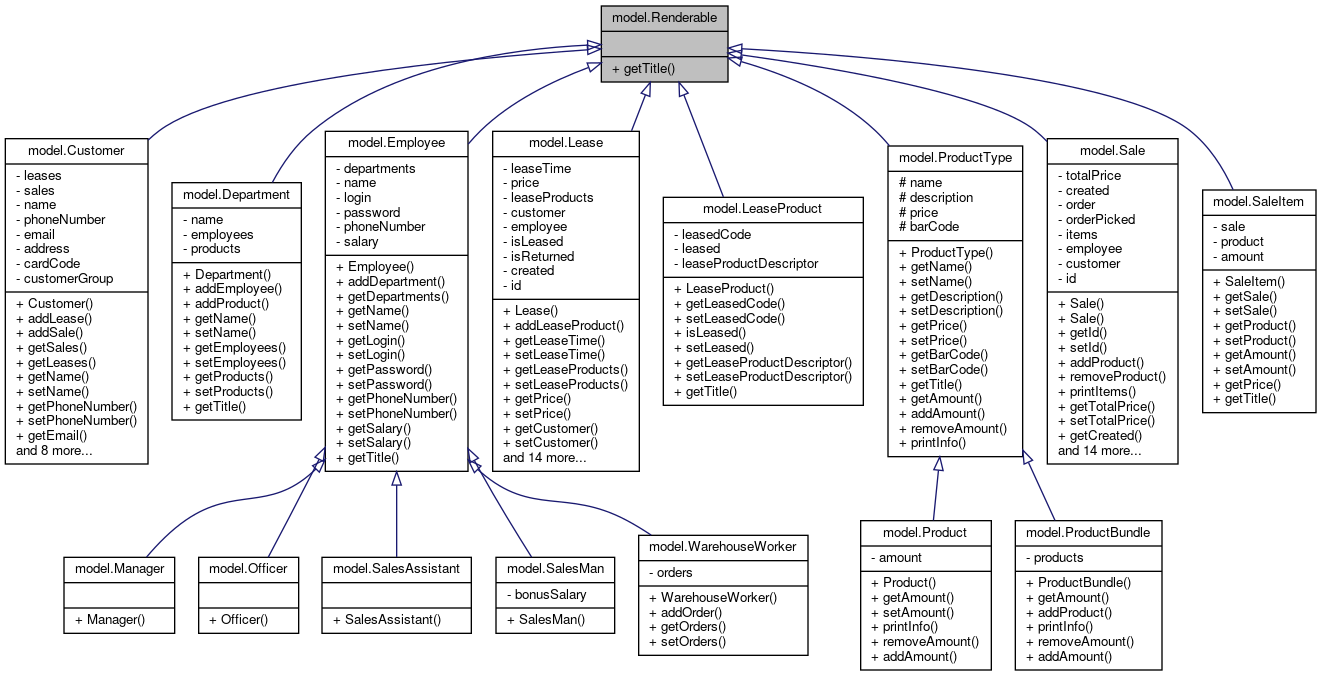 model.Renderable
+ getTitle()
model.Customer
- leases
- sales
- name
- phoneNumber
- email
- address
- cardCode
- customerGroup
+ Customer()
+ addLease()
+ addSale()
+ getSales()
+ getLeases()
+ getName()
+ setName()
+ getPhoneNumber()
+ setPhoneNumber()
+ getEmail()
and 8 more...
model.Department
- name
- employees
- products
+ Department()
+ addEmployee()
+ addProduct()
+ getName()
+ setName()
+ getEmployees()
+ setEmployees()
+ getProducts()
+ setProducts()
+ getTitle()
model.Employee
- departments
- name
- login
- password
- phoneNumber
- salary
+ Employee()
+ addDepartment()
+ getDepartments()
+ getName()
+ setName()
+ getLogin()
+ setLogin()
+ getPassword()
+ setPassword()
+ getPhoneNumber()
+ setPhoneNumber()
+ getSalary()
+ setSalary()
+ getTitle()
model.Lease
- leaseTime
- price
- leaseProducts
- customer
- employee
- isLeased
- isReturned
- created
- id
+ Lease()
+ addLeaseProduct()
+ getLeaseTime()
+ setLeaseTime()
+ getLeaseProducts()
+ setLeaseProducts()
+ getPrice()
+ setPrice()
+ getCustomer()
+ setCustomer()
and 14 more...
model.LeaseProduct
- leasedCode
- leased
- leaseProductDescriptor
+ LeaseProduct()
+ getLeasedCode()
+ setLeasedCode()
+ isLeased()
+ setLeased()
+ getLeaseProductDescriptor()
+ setLeaseProductDescriptor()
+ getTitle()
model.ProductType
# name
# description
# price
# barCode
+ ProductType()
+ getName()
+ setName()
+ getDescription()
+ setDescription()
+ getPrice()
+ setPrice()
+ getBarCode()
+ setBarCode()
+ getTitle()
+ getAmount()
+ addAmount()
+ removeAmount()
+ printInfo()
model.Sale
- totalPrice
- created
- order
- orderPicked
- items
- employee
- customer
- id
+ Sale()
+ Sale()
+ getId()
+ setId()
+ addProduct()
+ removeProduct()
+ printItems()
+ getTotalPrice()
+ setTotalPrice()
+ getCreated()
and 14 more...
model.SaleItem
- sale
- product
- amount
+ SaleItem()
+ getSale()
+ setSale()
+ getProduct()
+ setProduct()
+ getAmount()
+ setAmount()
+ getPrice()
+ getTitle()
model.Manager
+ Manager()
model.Officer
+ Officer()
model.SalesAssistant
+ SalesAssistant()
model.SalesMan
- bonusSalary
+ SalesMan()
model.WarehouseWorker
- orders
+ WarehouseWorker()
+ addOrder()
+ getOrders()
+ setOrders()
model.Product
- amount
+ Product()
+ getAmount()
+ setAmount()
+ printInfo()
+ removeAmount()
+ addAmount()
model.ProductBundle
- products
+ ProductBundle()
+ getAmount()
+ addProduct()
+ printInfo()
+ removeAmount()
+ addAmount()